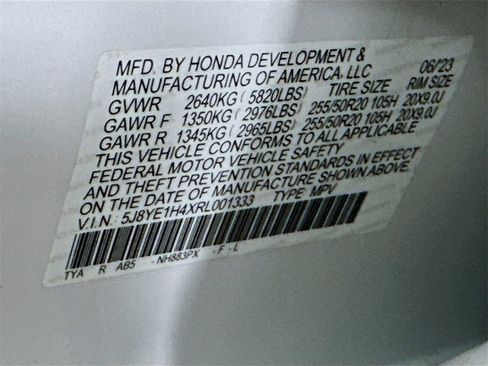 MFD. BY HONDA DEVELOPMENT &
MANUFACTURING OF AMERICA, LLC 06/23
GVWR 2640KG (5820LBS) TIRE SIZE RIM SIZE
GAWR F 1350KG (2976LBS) 255/50R20 105H 20X9.0J
GAWR R 1345KG (2965LBS) 255/50R20 105H 20X9.0J
THIS VEHICLE CONFORMS TO ALL APPLICABLE
FEDERAL MOTOR VEHICLE SAFETY
AND THEFT PREVENTION STANDARDS IN EFFECT
ON THE DATE OF MANUFACTURE SHOWN ABOVE.
V.I.N.: 5J8YE1H4XRL001333 TYPE: MPV
TYA R AB5 -NH883PX -F -L